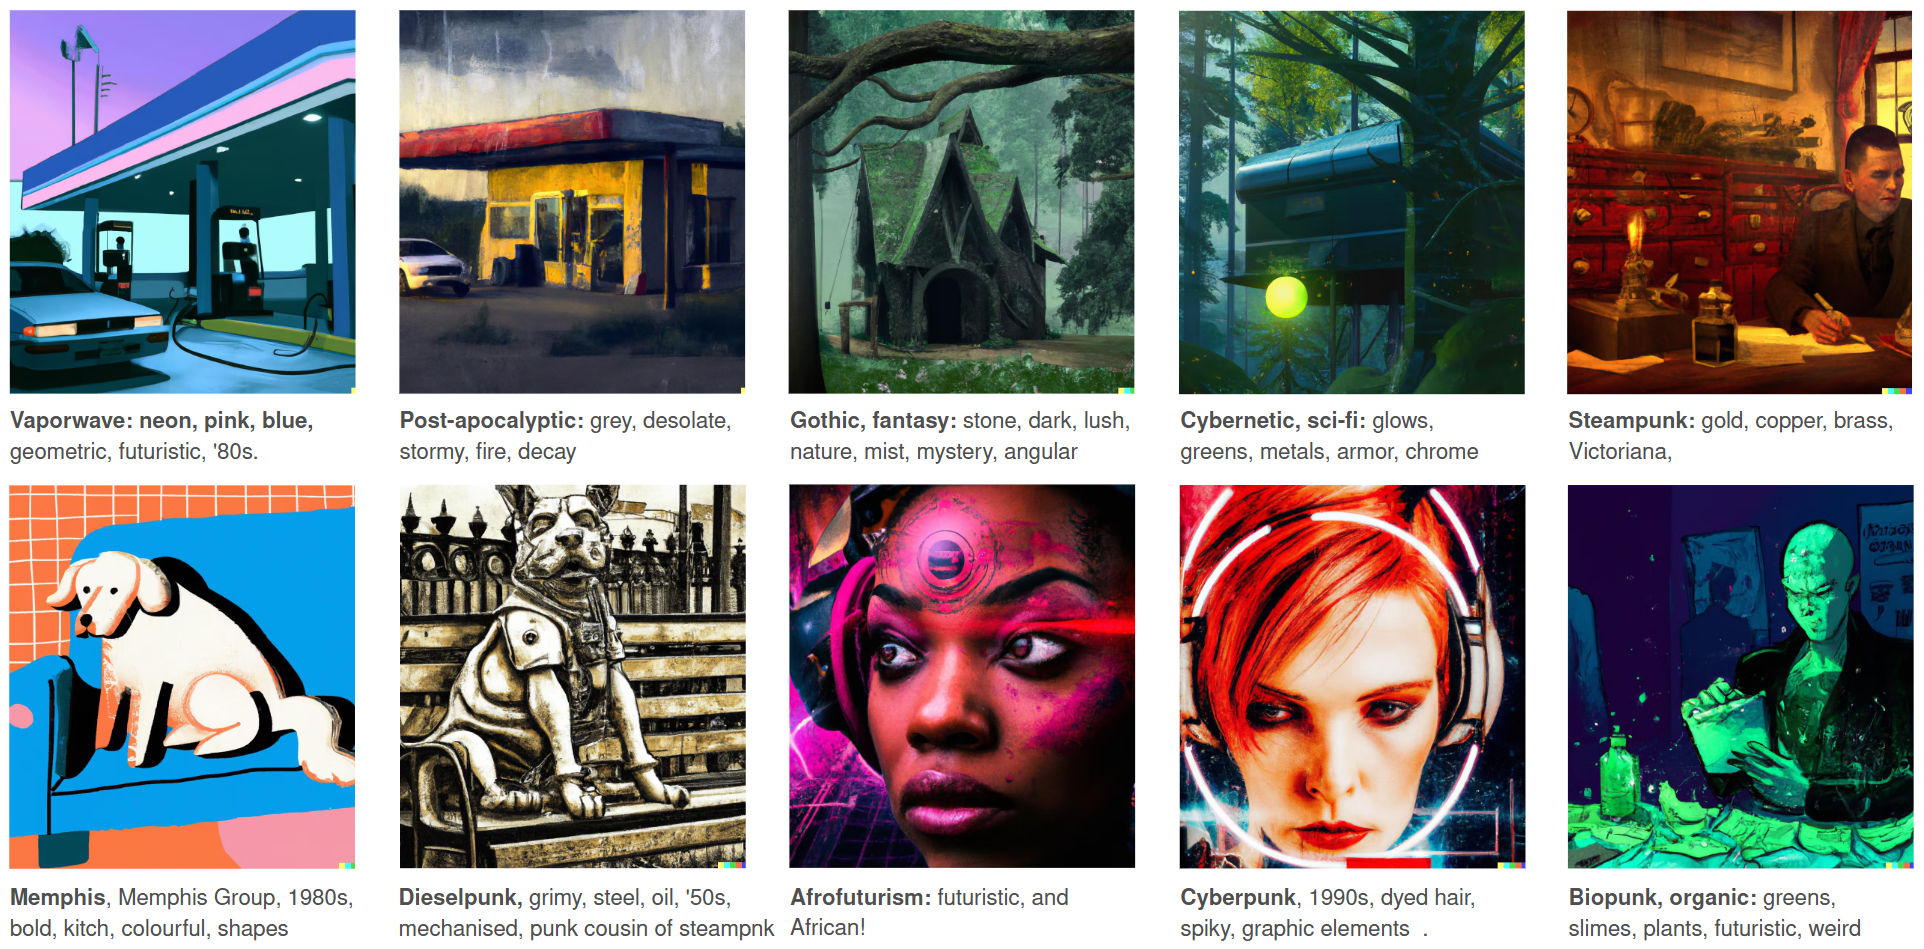 Vaporwave: neon, pink, blue,
geometric, futuristic, '80s.
Post-apocalyptic: grey, desolate,
stormy, fire, decay
Gothic, fantasy: stone, dark, lush,
nature, mist, mystery, angular
Cybernetic, sci-fi: glows,
greens, metals, armor, chrome
Steampunk: gold, copper, brass,
Victoriana,
Memphis, Memphis Group, 1980s,
bold, kitch, colourful, shapes
Dieselpunk, grimy, steel, oil, '50s,
mechanised, punk cousin of steampnk
Afrofuturism: futuristic, and
African!
Cyberpunk, 1990s, dyed hair,
spiky, graphic elements .
Biopunk, organic: greens,
slimes, plants, futuristic, weird